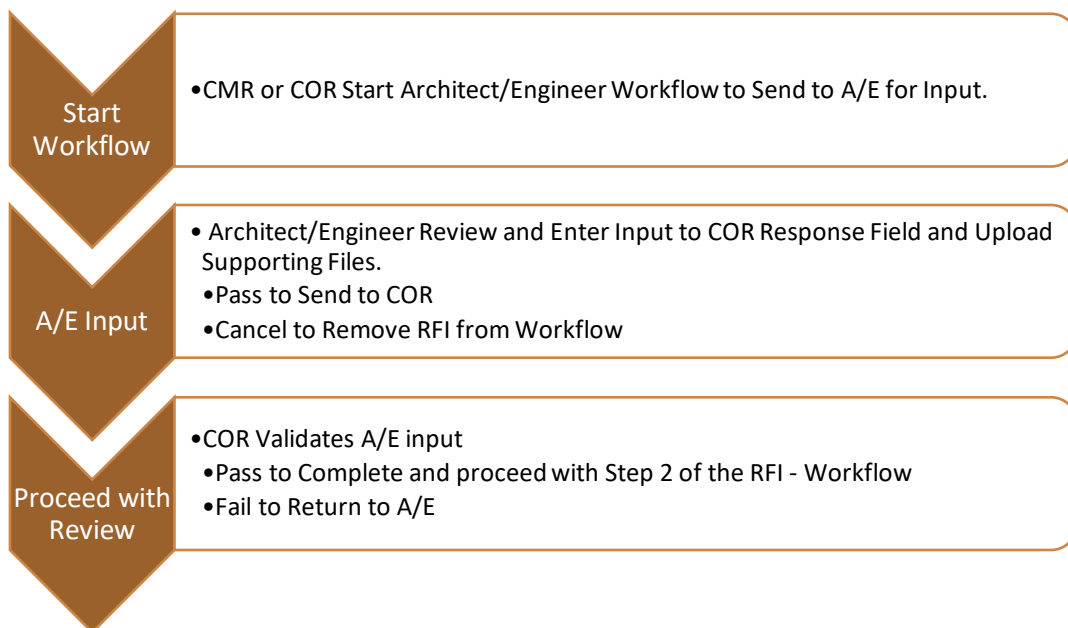 Start
Workflow
•CMR or COR Start Architect/Engineer Workflow to Send to A/E for Input.
A/E Input
• Architect/Engineer Review and Enter Input to COR Response Field and Upload
Supporting Files.
•Pass to Send to COR
•Cancel to Remove RFI from Workflow
Proceed with
Review
•COR Validates A/E input
•Pass to Complete and proceed with Step 2 of the RFI - Workflow
•Fail to Return to A/E